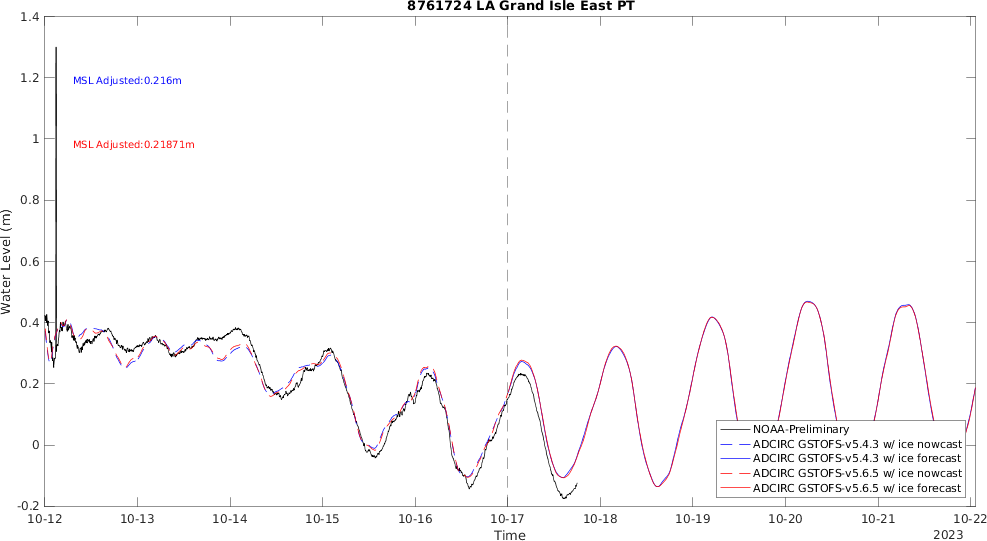 8761724 LA Grand Isle East PT
1.4
1.2
1
0.8
0.6
0.4
0.2
0
-0.2
Water Level (m)
MSL Adjusted:0.216m
MSL Adjusted:0.21871m
NOAA-Preliminary
ADCIRC GSTOFS-v5.4.3 w/ ice nowcast
ADCIRC GSTOFS-v5.4.3 w/ ice forecast
ADCIRC GSTOFS-v5.6.5 w/ ice nowcast
ADCIRC GSTOFS-v5.6.5 w/ ice forecast
10-12 10-13 10-14 10-15 10-16 10-17 10-18 10-19 10-20 10-21 10-22
Time
2023